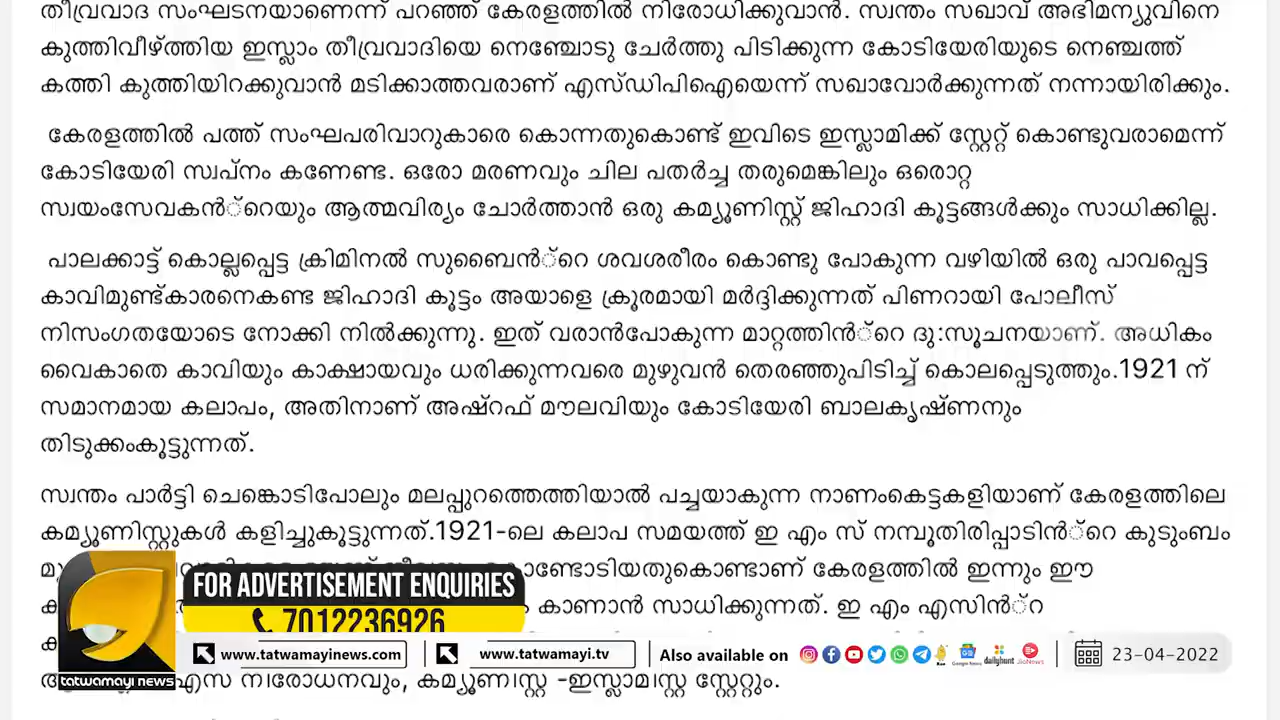 തീവ്രവാദ സംഘടനയാണെന്ന് പറഞ്ഞ് കേരളത്തിൽ നിരോധിക്കുവാൻ. സ്വന്തം സഖാവ് അഭിമന്യുവിനെ
കുത്തിവീഴ്ത്തിയ ഇസ്ലാം തീവ്രവാദിയെ നെഞ്ചോടു ചേർത്തു പിടിക്കുന്ന കോടിയേരിയുടെ നെഞ്ചത്ത്
കത്തി കുത്തിയിറക്കുവാൻ മടിക്കാത്തവരാണ് എസ്ഡിപിഐയെന്ന് സഖാവോർക്കുന്നത് നന്നായിരിക്കും.
കേരളത്തിൽ പത്ത് സംഘപരിവാറുകാരെ കൊന്നതുകൊണ്ട് ഇവിടെ ഇസ്ലാമിക്ക് സ്റ്റേറ്റ് കൊണ്ടുവരാമെന്ന്
കോടിയേരി സ്വപ്നം കണേണ്ട. ഒരോ മരണവും ചില പതർച്ച തരുമെങ്കിലും ഒരൊറ്റ
സ്വയംസേവകൻ്റെയും ആത്മവിര്യം ചോർത്താൻ ഒരു കമ്യൂണിസ്റ്റ് ജിഹാദി കൂട്ടങ്ങൾക്കും സാധിക്കില്ല.
പാലക്കാട്ട് കൊല്ലപ്പെട്ട ക്രിമിനൽ സുബൈൻ്റെ ശവശരീരം കൊണ്ടു പോകുന്ന വഴിയിൽ ഒരു പാവപ്പെട്ട
കാവിമുണ്ട്കാരനെകണ്ട ജിഹാദി കൂട്ടം അയാളെ ക്രൂരമായി മർദ്ദിക്കുന്നത് പിണറായി പോലീസ്
നിസംഗതയോടെ നോക്കി നിൽക്കുന്നു. ഇത് വരാൻപോകുന്ന മാറ്റത്തിൻ്റെ ദു:സൂചനയാണ്. അധികം
വൈകാതെ കാവിയും കാക്ഷായവും ധരിക്കുന്നവരെ മുഴുവൻ തെരഞ്ഞുപിടിച്ച് കൊലപ്പെടുത്തും.1921 ന്
സമാനമായ കലാപം, അതിനാണ് അഷ്റഫ് മൗലവിയും കോടിയേരി ബാലകൃഷ്ണനും
തിടുക്കംകൂട്ടുന്നത്.
സ്വന്തം പാർട്ടി ചെങ്കൊടിപോലും മലപ്പുറത്തെത്തിയാൽ പച്ചയാകുന്ന നാണംകെട്ടകളിയാണ് കേരളത്തിലെ
കമ്യൂണിസ്റ്റുകൾ കളിച്ചുകൂട്ടുന്നത്.1921-ലെ കലാപ സമയത്ത് ഇ എം സ് നമ്പൂതിരിപ്പാടിൻ്റെ കുടുംബം
കേരളത്തിൽ ഇന്നും ഈ
കാണാൻ സാധിക്കുന്നത്. ഇ എം എസിൻ്റ
കമ്യൂണിസ്റ്റ -ഇസ്ലാമിസ്റ്റ സ്റ്റേറ്റും.
FOR ADVERTISEMENT ENQUIRIES
7012236926
tatwamayi news
www.tatwamayinews.com
www.tatwamayi.tv
Also available on
Google News
dailyhunt
JioNews
23-04-2022